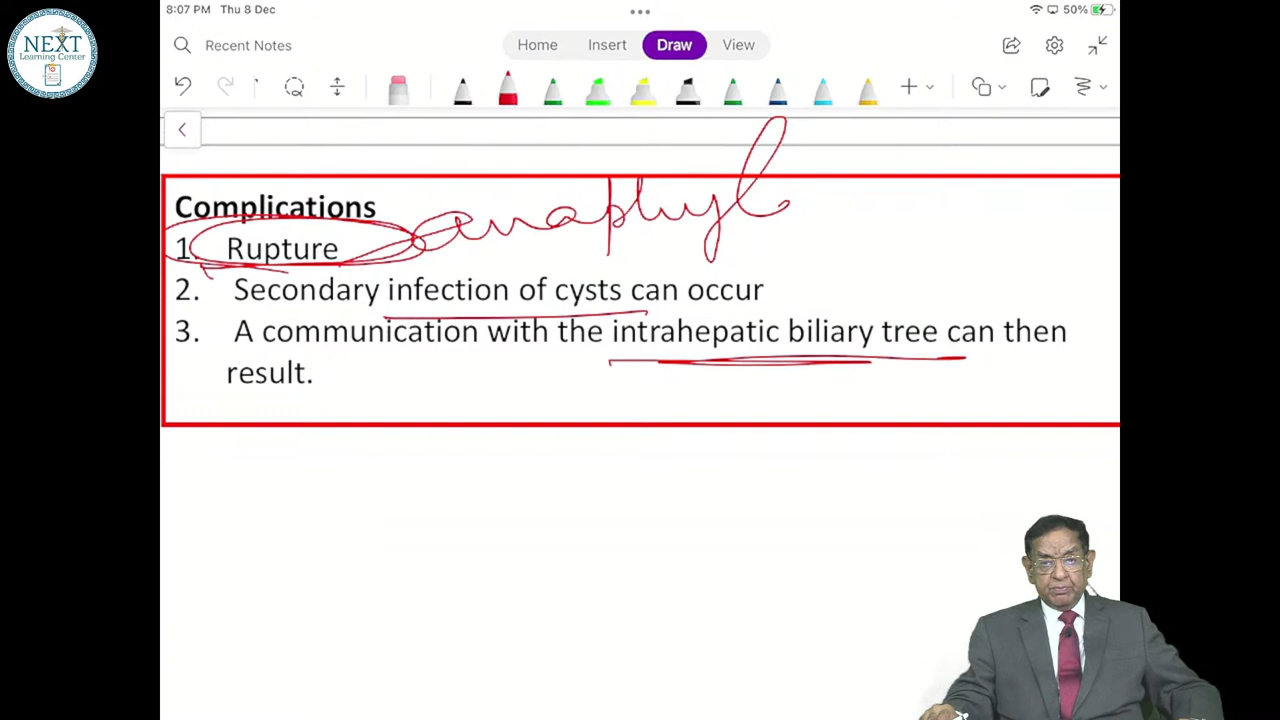 8:07 PM Thu 8 Dec
50%
NEXT
Learning Center
Recent Notes
Home Insert Draw View
Complications
1. Rupture anaphyl
2. Secondary infection of cysts can occur
3. A communication with the intrahepatic biliary tree can then
result.